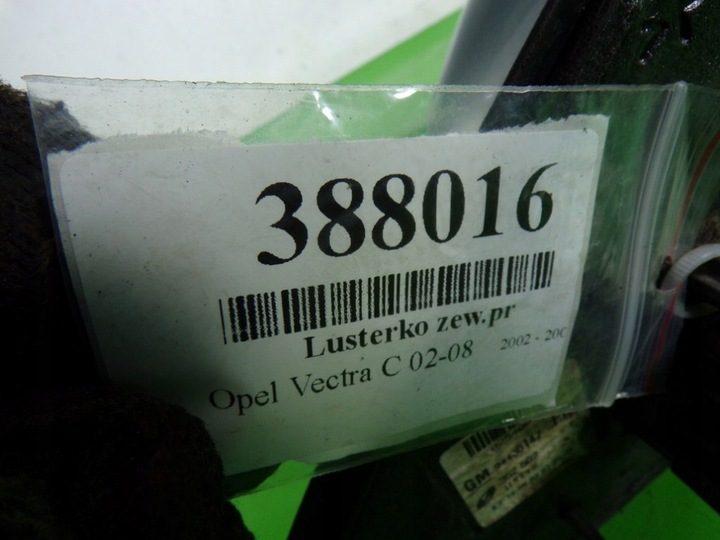 388016
Lusterko zew.pr
Opel Vectra C 02-08 2002 - 200
GM